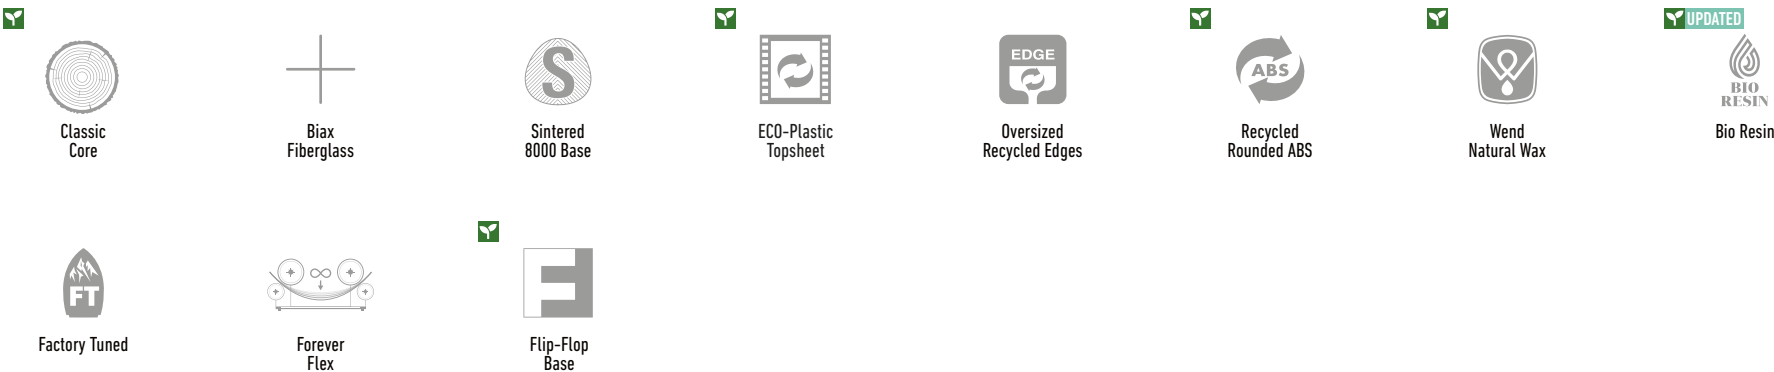 UPDATED
S
EDGE
ABS
BIO
RESIN
Classic
Core
Biax
Fiberglass
Sintered
8000 Base
ECO-Plastic
Topsheet
Oversized
Recycled Edges
Recycled
Rounded ABS
Wend
Natural Wax
Bio Resin
FT
Factory Tuned
Forever
Flex
F
Flip-Flop
Base